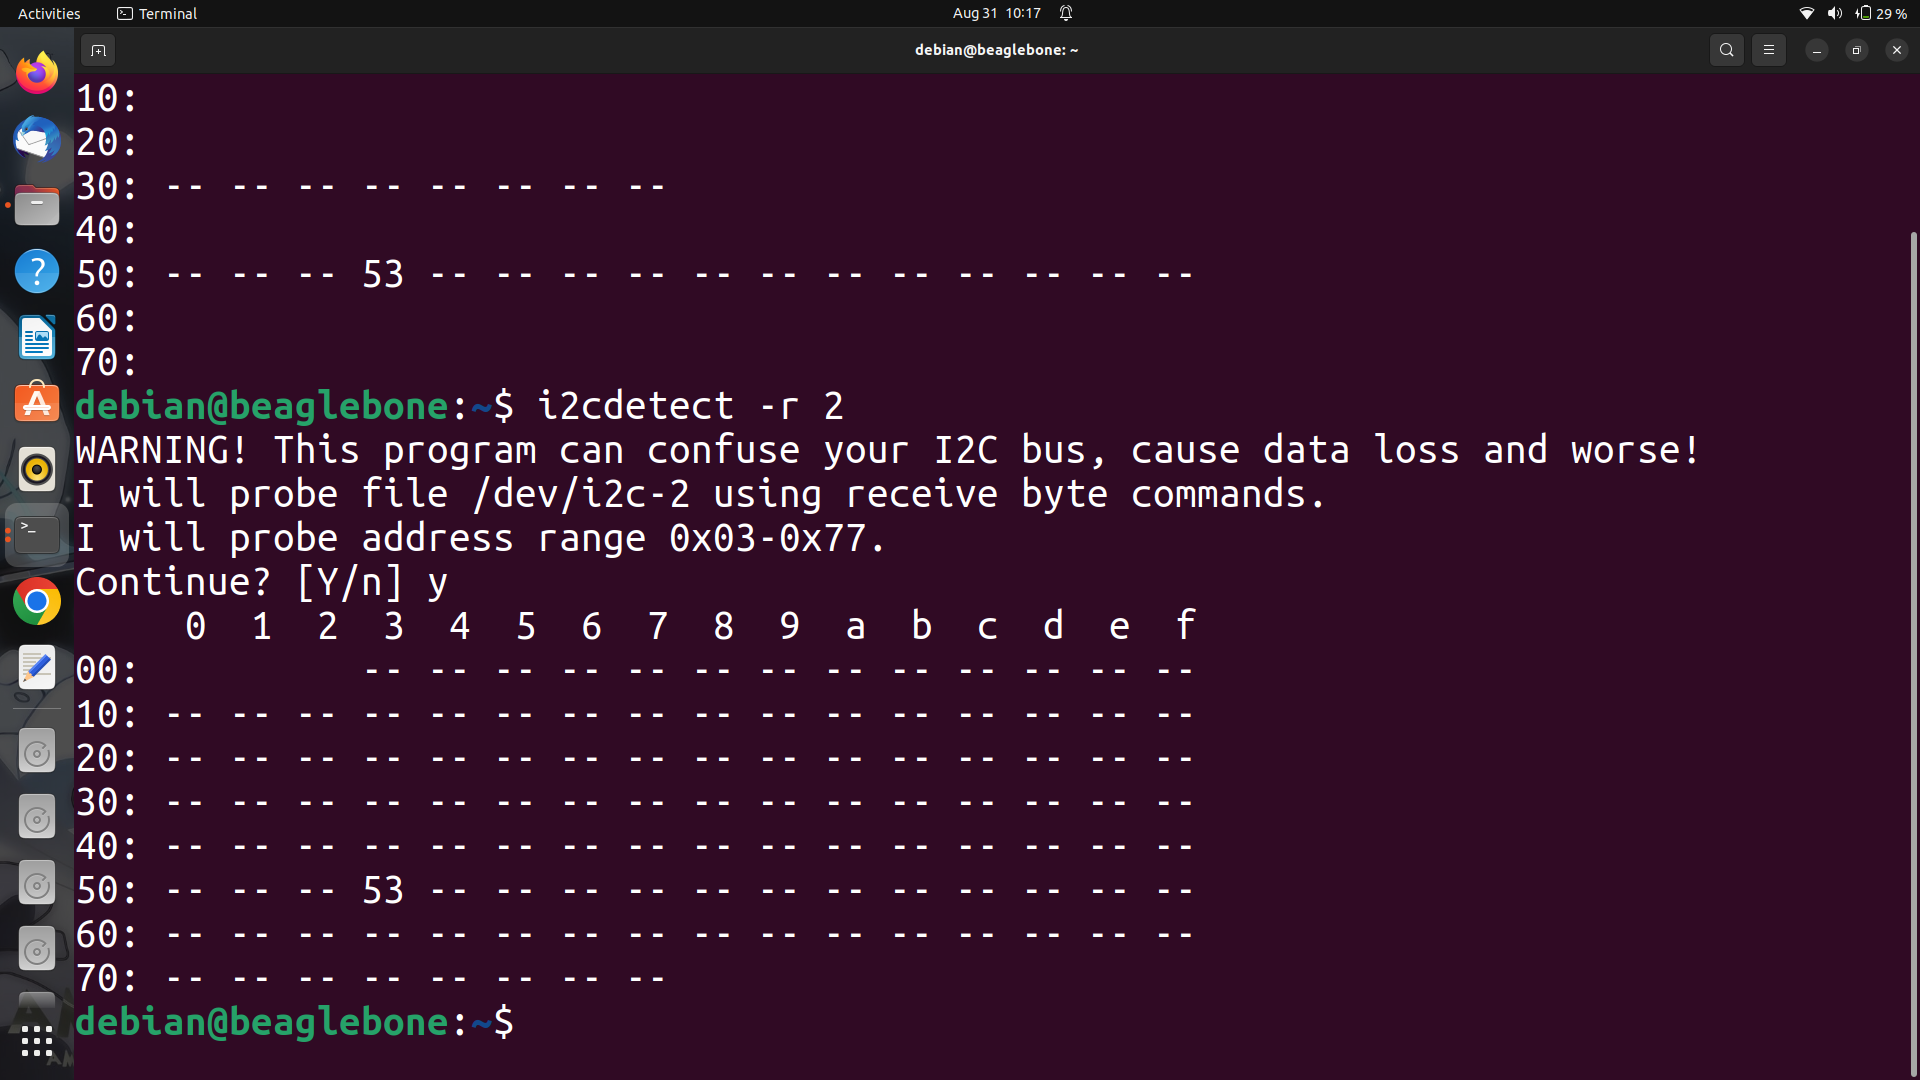 Activities Terminal Aug 31 10:17 29 %
debian@beaglebone: ~
10:
20:
30: -- -- -- -- -- -- -- --
40:
50: -- -- -- 53 -- -- -- -- -- -- -- -- -- -- -- --
60:
70:
debian@beaglebone:~$ i2cdetect -r 2
WARNING! This program can confuse your I2C bus, cause data loss and worse!
I will probe file /dev/i2c-2 using receive byte commands.
I will probe address range 0x03-0x77.
Continue? [Y/n] y
     0  1  2  3  4  5  6  7  8  9  a  b  c  d  e  f
00:          -- -- -- -- -- -- -- -- -- -- -- -- --
10: -- -- -- -- -- -- -- -- -- -- -- -- -- -- -- --
20: -- -- -- -- -- -- -- -- -- -- -- -- -- -- -- --
30: -- -- -- -- -- -- -- -- -- -- -- -- -- -- -- --
40: -- -- -- -- -- -- -- -- -- -- -- -- -- -- -- --
50: -- -- -- 53 -- -- -- -- -- -- -- -- -- -- -- --
60: -- -- -- -- -- -- -- -- -- -- -- -- -- -- -- --
70: -- -- -- -- -- -- -- --
debian@beaglebone:~$